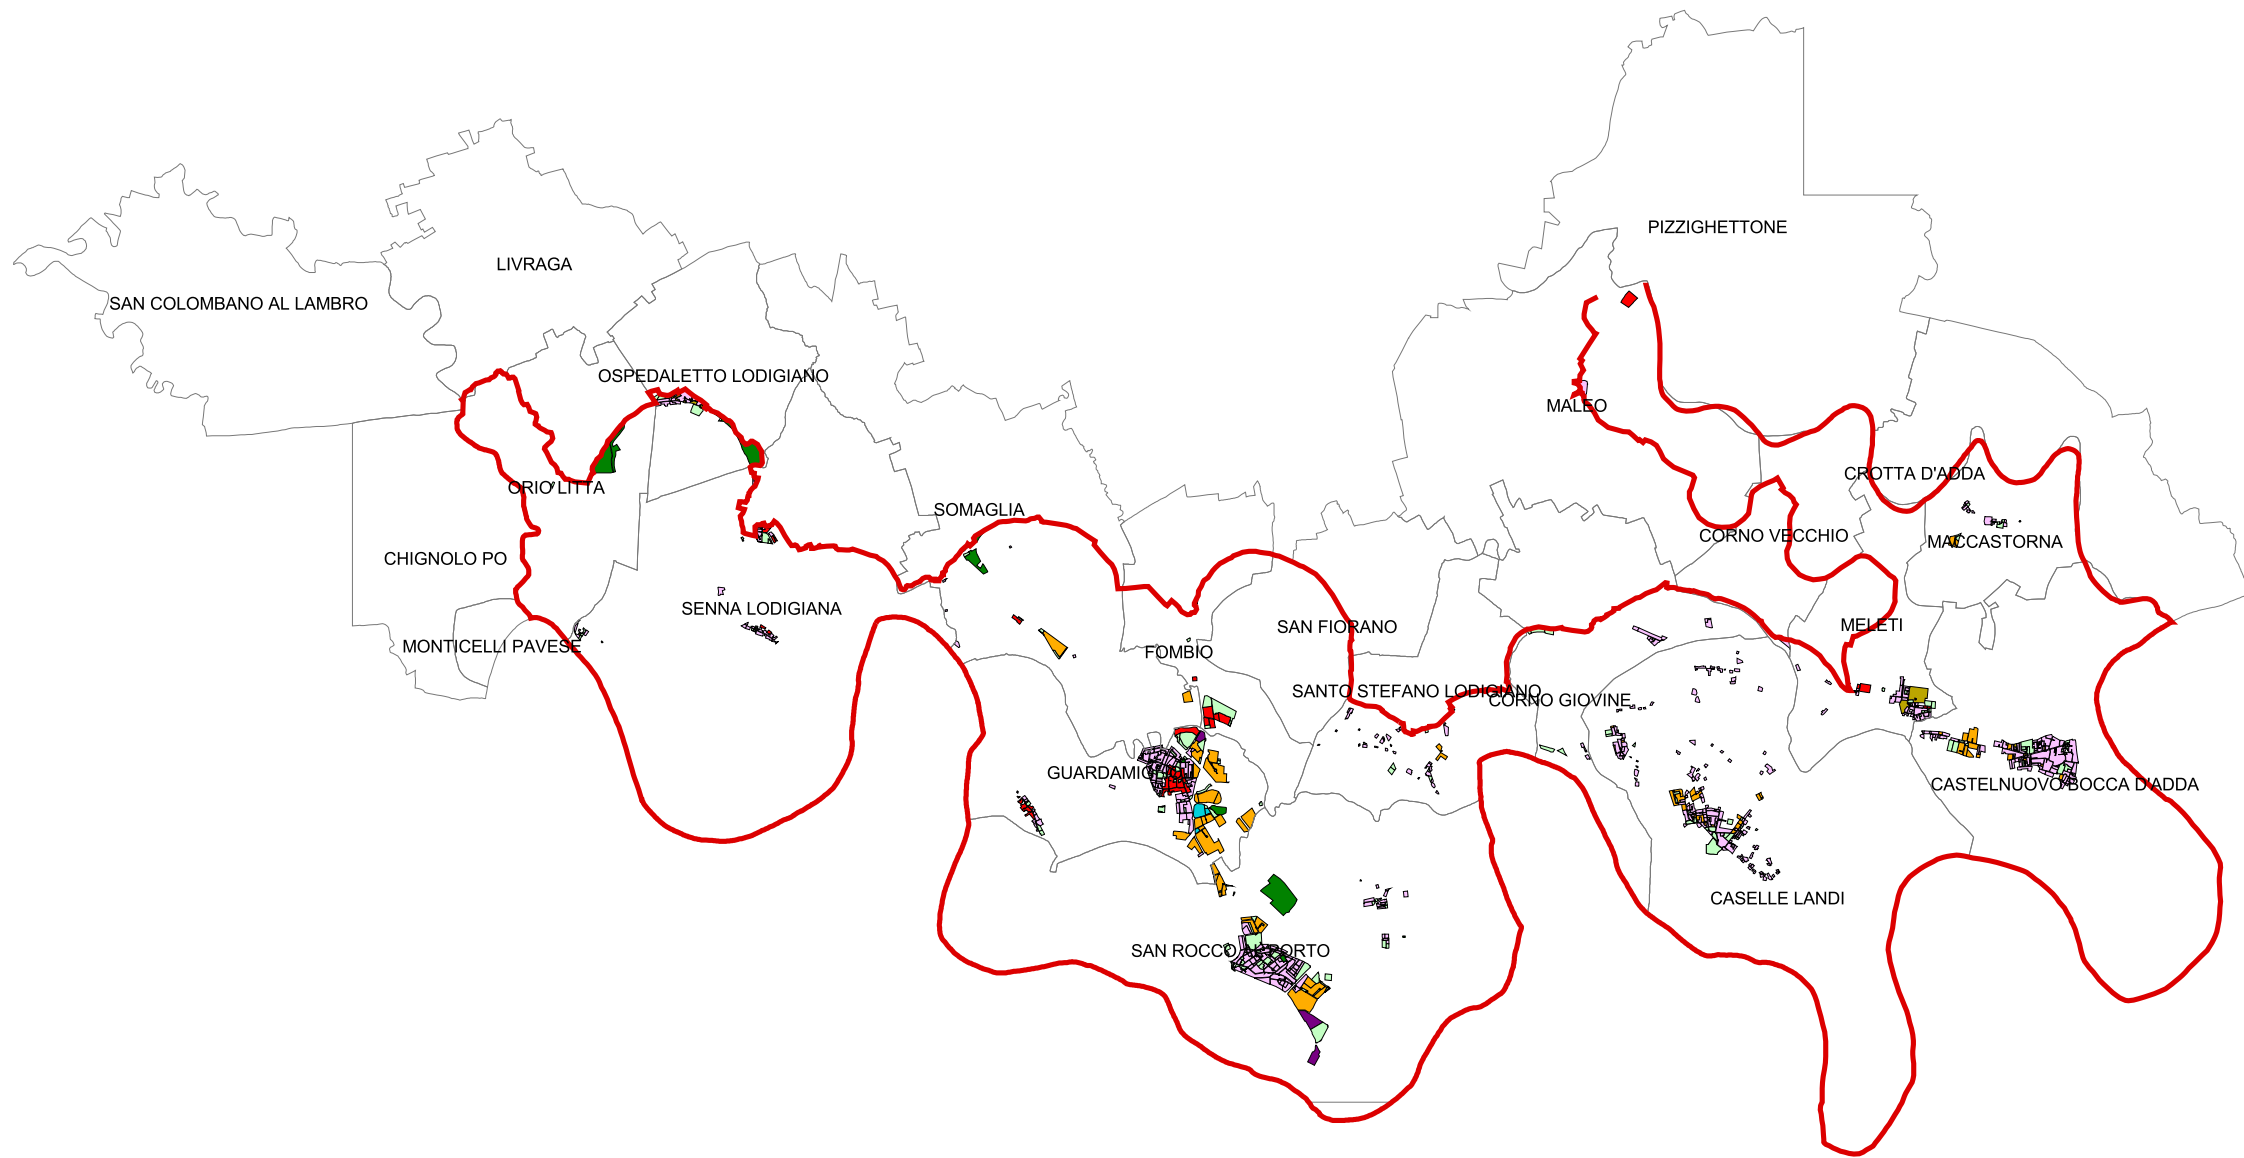 PIZZIGHETTONE
LIVRAGA
SAN COLOMBANO AL LAMBRO
OSPEDALETTO LODIGIANO
MALEO
CROTTA D'ADDA
ORIO LITTA
SOMAGLIA
CORNO VECCHIO
MACCASTORNA
CHIGNOLO PO
SENNA LODIGIANA
SAN FIORANO
MELETI
MONTICELLI PAVESE
FOMBIO
SANTO STEFANO LODIGIANO
CORNO GIOVINE
GUARDAMIGLIO
CASTELNUOVO BOCCA D'ADDA
CASELLE LANDI
SAN ROCCO AL PORTO